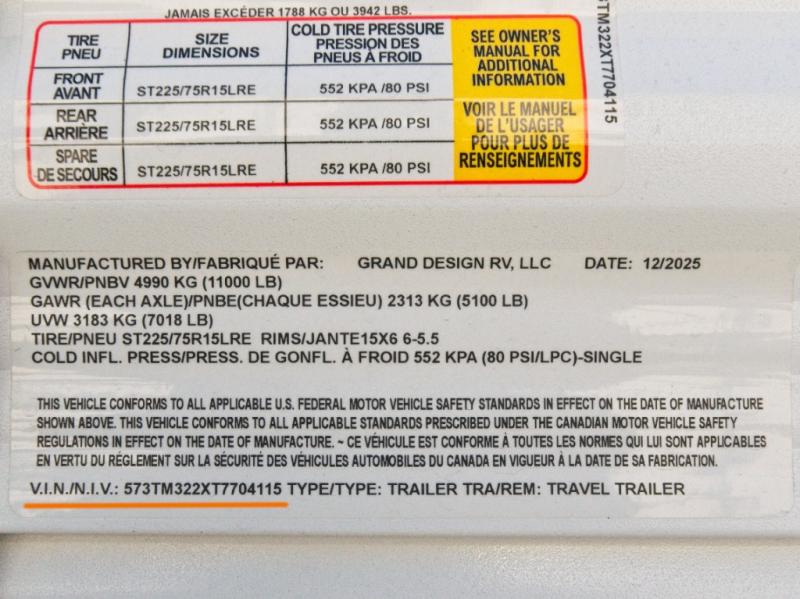 JAMAIS EXCÉDER 1788 KG OU 3942 LBS.
TIRE PNEU SIZE DIMENSIONS COLD TIRE PRESSURE PRESSION DES PNEUS À FROID
FRONT AVANT ST225/75R15LRE 552 KPA /80 PSI
REAR ARRIÈRE ST225/75R15LRE 552 KPA /80 PSI
SPARE DE SECOURS ST225/75R15LRE 552 KPA /80 PSI
SEE OWNER'S
MANUAL FOR
ADDITIONAL
INFORMATION
VOIR LE MANUEL
DE L'USAGER
POUR PLUS DE
RENSEIGNEMENTS
TM322XT7704115
MANUFACTURED BY/FABRIQUÉ PAR: GRAND DESIGN RV, LLC DATE: 12/2025
GVWR/PNBV 4990 KG (11000 LB)
GAWR (EACH AXLE)/PNBE(CHAQUE ESSIEU) 2313 KG (5100 LB)
UVW 3183 KG (7018 LB)
TIRE/PNEU ST225/75R15LRE RIMS/JANTE15X6 6-5.5
COLD INFL. PRESS/PRESS. DE GONFL. À FROID 552 KPA (80 PSI/LPC)-SINGLE
THIS VEHICLE CONFORMS TO ALL APPLICABLE U.S. FEDERAL MOTOR VEHICLE SAFETY STANDARDS IN EFFECT ON THE DATE OF MANUFACTURE
SHOWN ABOVE. THIS VEHICLE CONFORMS TO ALL APPLICABLE STANDARDS PRESCRIBED UNDER THE CANADIAN MOTOR VEHICLE SAFETY
REGULATIONS IN EFFECT ON THE DATE OF MANUFACTURE. ~ CE VÉHICULE EST CONFORME À TOUTES LES NORMES QUI LUI SONT APPLICABLES
EN VERTU DU RÉGLEMENT SUR LA SÉCURITÉ DES VÉHICULES AUTOMOBILES DU CANADA EN VIGUEUR À LA DATE DE SA FABRICATION.
V.I.N./N.I.V.: 573TM322XT7704115 TYPE/TYPE: TRAILER TRA/REM: TRAVEL TRAILER